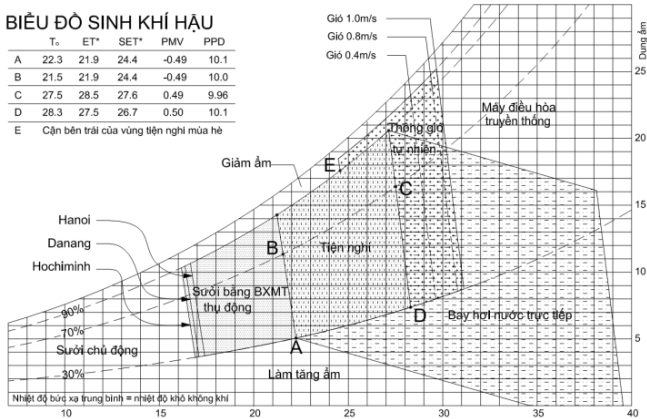 BIỂU ĐỒ SINH KHÍ HẬU
Tₒ ET* SET* PMV PPD
A 22.3 21.9 24.4 -0.49 10.1
B 21.5 21.9 24.4 -0.49 10.0
C 27.5 28.5 27.6 0.49 9.96
D 28.3 27.5 26.7 0.50 10.1
E Cận bên trái của vùng tiện nghi mùa hè
Gió 1.0m/s
Gió 0.8m/s
Gió 0.4m/s
Dung ẩm
25
20
15
10
5
Máy điều hòa
truyền thống
Thông gió
tự nhiên
Giảm ẩm
E
C
B
Tiện nghi
Hanoi
Danang
Hochiminh
Sưởi bằng BXMT
thụ động
D
Bay hơi nước trực tiếp
A
90%
70%
30%
Sưởi chủ động
Làm tăng ẩm
Nhiệt độ bức xạ trung bình = nhiệt độ khô không khí
10 15 20 25 30 35 40